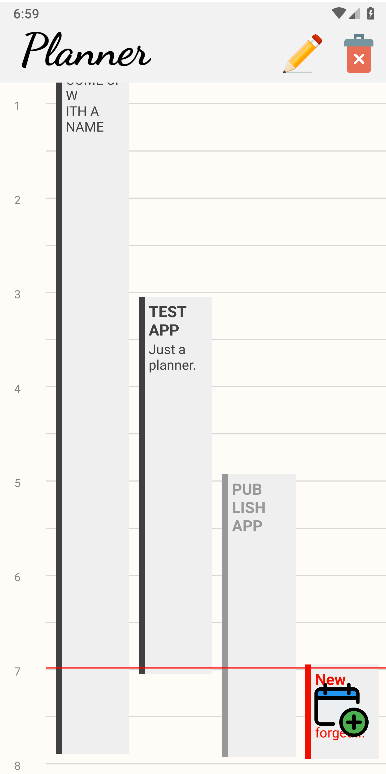 6:59
Planner
W
ITH A
NAME
1
2
3
TEST
APP
Just a
planner.
4
5
PUB
LISH
APP
6
7
New
8